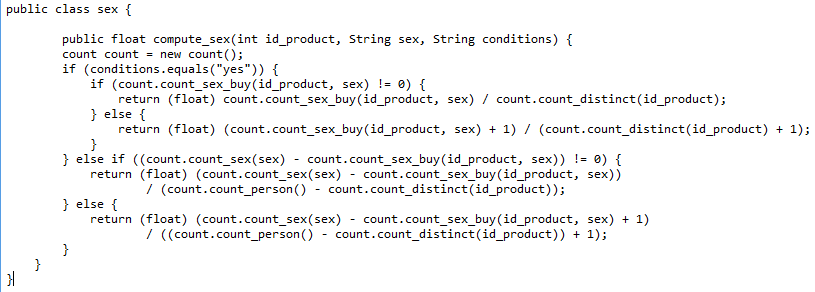 public class sex {
public float compute_sex(int id_product, String sex, String conditions) {
count count = new count();
if (conditions.equals("yes")) {
if (count.count_sex_buy(id_product, sex) != 0) {
return (float) count.count_sex_buy(id_product, sex) / count.count_distinct(id_product);
} else {
return (float) (count.count_sex_buy(id_product, sex) + 1) / (count.count_distinct(id_product) + 1);
}
} else if ((count.count_sex(sex) - count.count_sex_buy(id_product, sex)) != 0) {
return (float) (count.count_sex(sex) - count.count_sex_buy(id_product, sex))
/ (count.count_person() - count.count_distinct(id_product));
} else {
return (float) (count.count_sex(sex) - count.count_sex_buy(id_product, sex) + 1)
/ ((count.count_person() - count.count_distinct(id_product)) + 1);
}
}
}